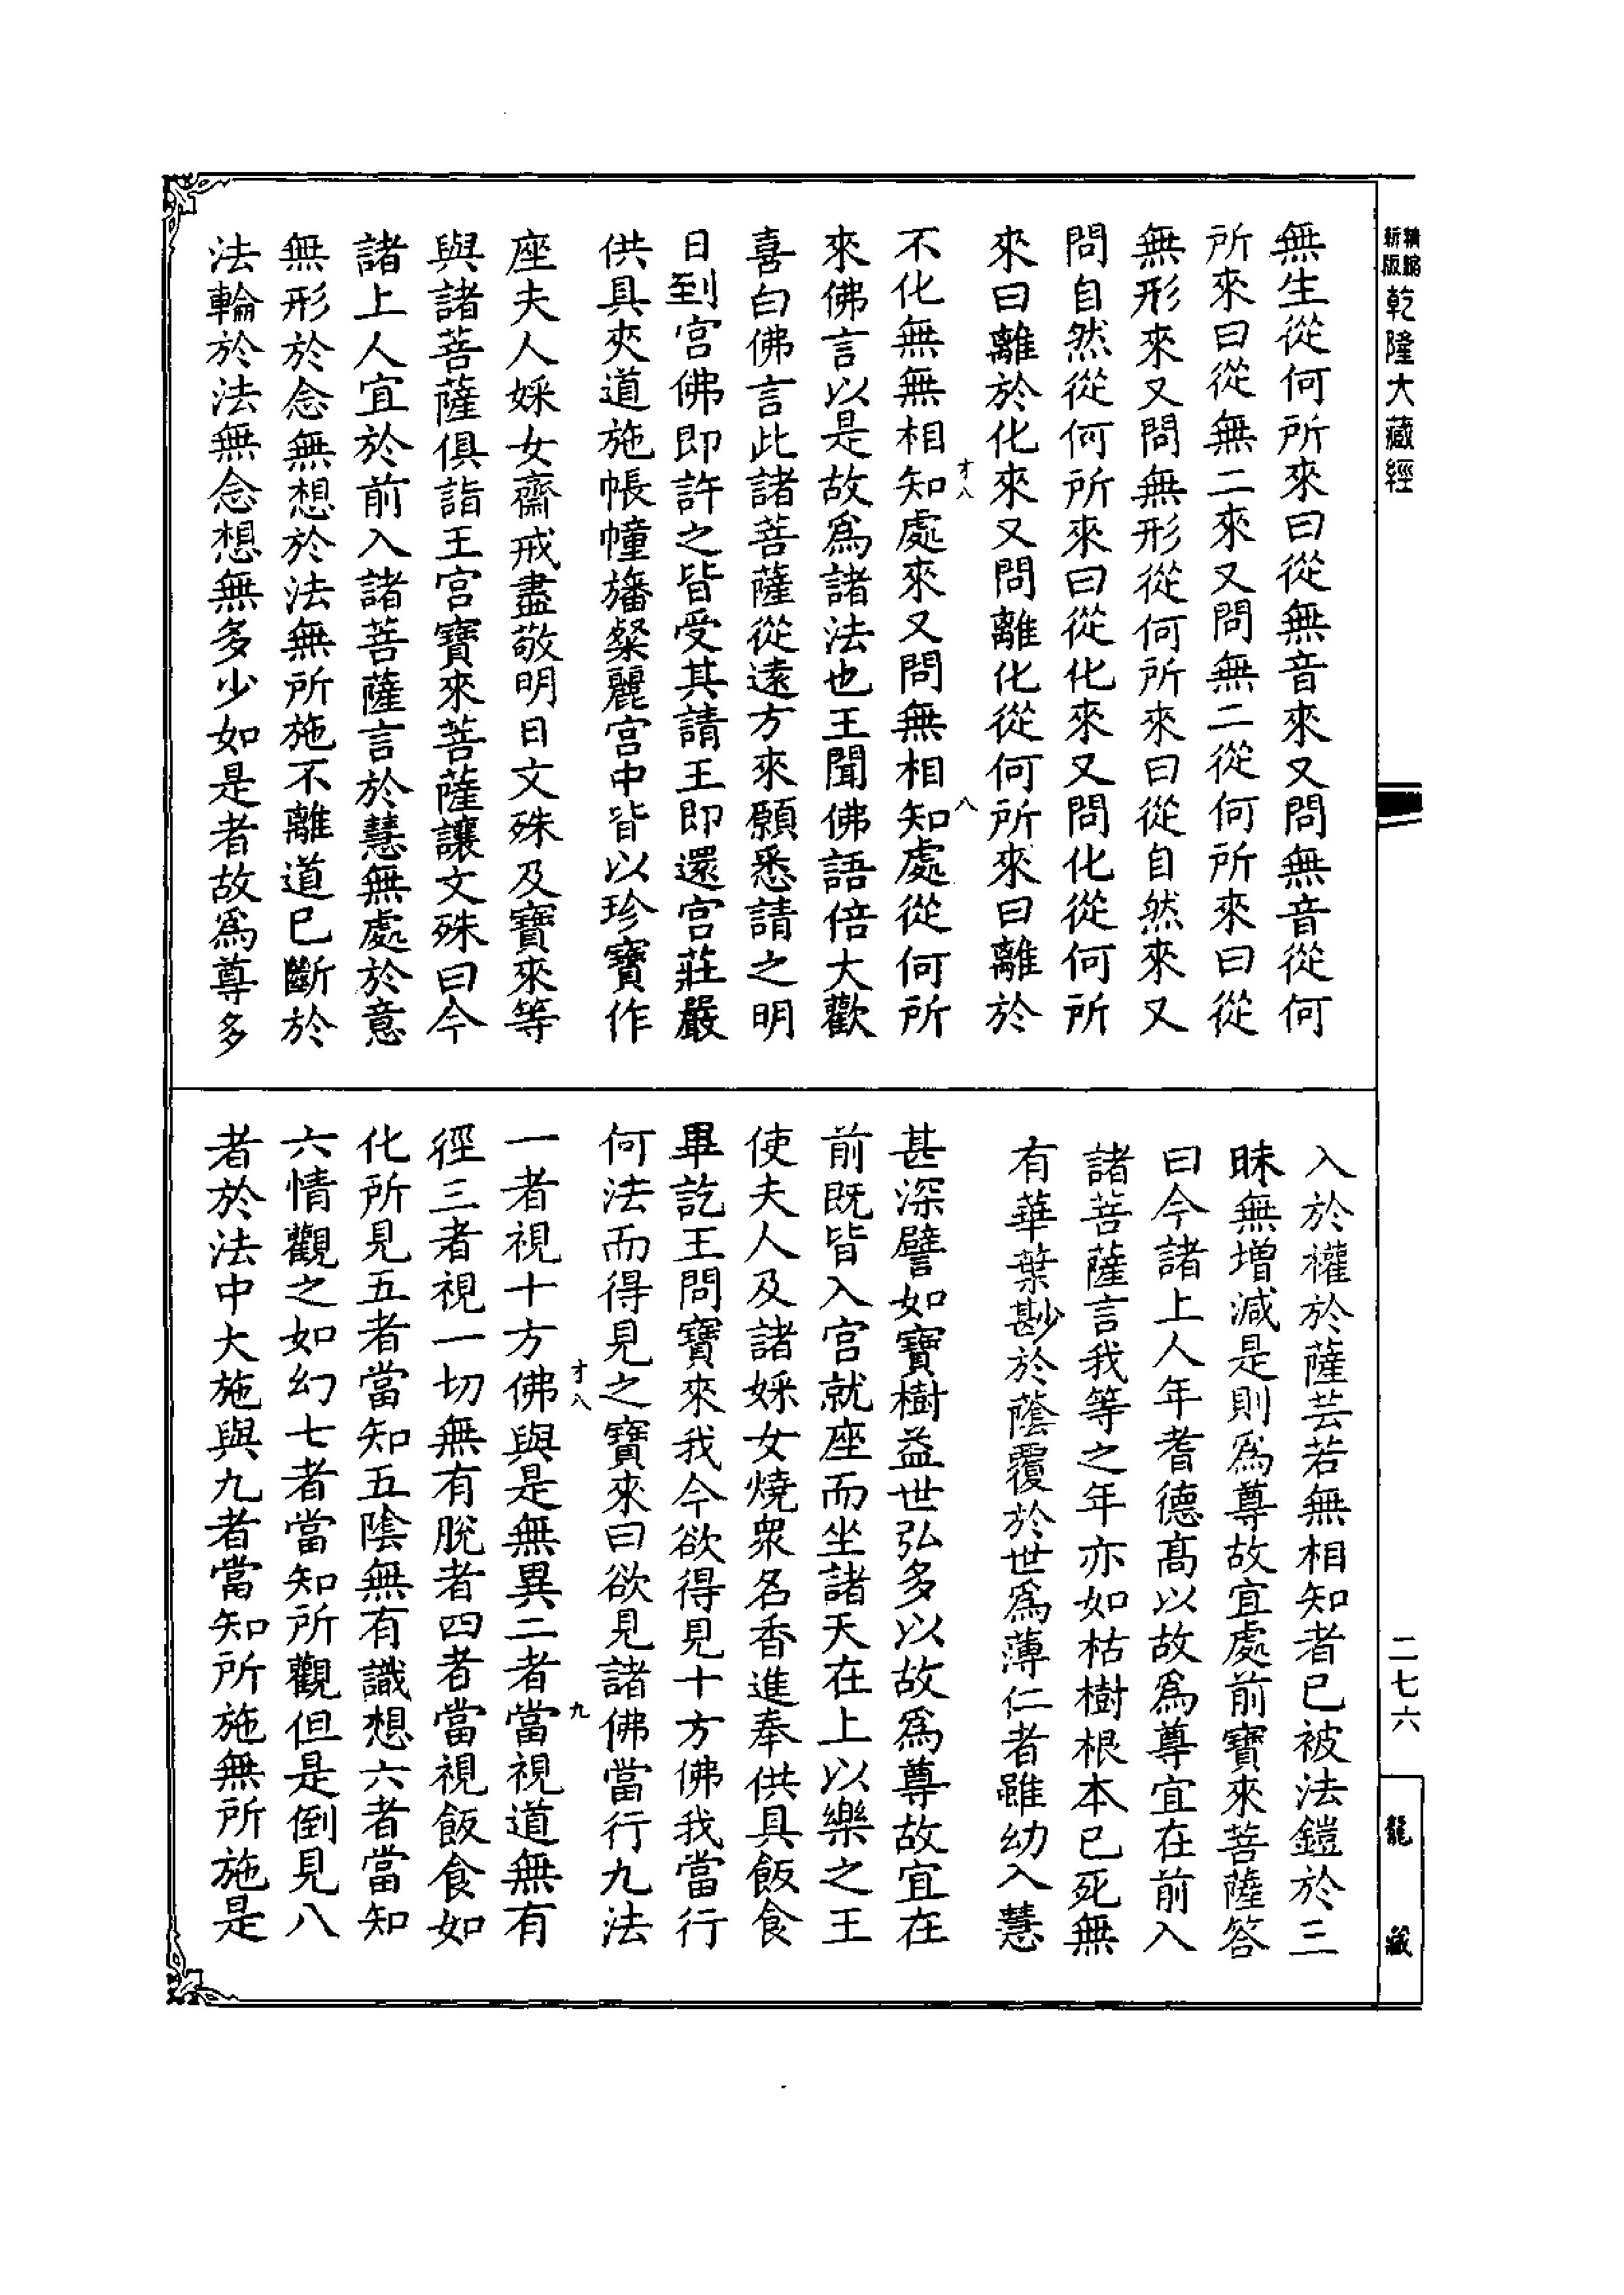 精縮新版乾隆大藏經
無生從何所來曰從無音來又問無音從何
所來曰從無二來又問無二從何所來曰從
無形來又問無形從何所來曰從自然來又
問自然從何所來曰從化來又問化從何所
來曰離於化來又問離化從何所來曰離於
不化無無相知處來又問無相知處從何所
才八
八
來佛言以是故爲諸法也王聞佛語倍大歡
喜白佛言此諸菩薩從遠方來願悉請之明
日到宮佛即許之皆受其請王即還宮莊嚴
供具夾道施帳幢旛粲麗宮中皆以珍寶作
座夫人婇女齋戒盡敬明日文殊及寶來等
與諸菩薩俱詣王宮寶來菩薩讓文殊曰今
諸上人宜於前入諸菩薩言於慧無處於意
無形於念無想於法無所施不離道已斷於
法輪於法無念想無多少如是者故爲尊多
入於權於薩芸若無相知者已被法鎧於三
昧無增減是則爲尊故宜處前寶來菩薩答
曰今諸上人年耆德高以故爲尊宜在前入
諸菩薩言我等之年亦如枯樹根本已死無
有華葉尠於蔭覆於世爲薄仁者雖幼入慧
甚深譬如寶樹益世弘多以故爲尊故宜在
前既皆入宮就座而坐諸天在上以樂之王
使夫人及諸婇女燒衆名香進奉供具飯食
畢訖王問寶來我今欲得見十方佛我當行
何法而得見之寶來曰欲見諸佛當行九法
一者視十方佛與是無異二者當視道無有
才八
九
徑三者視一切無有脫者四者當視飯食如
化所見五者當知五陰無有識想六者當知
六情觀之如幻七者當知所觀但是倒見八
者於法中大施與九者當知所施無所施是
二七六
龍藏